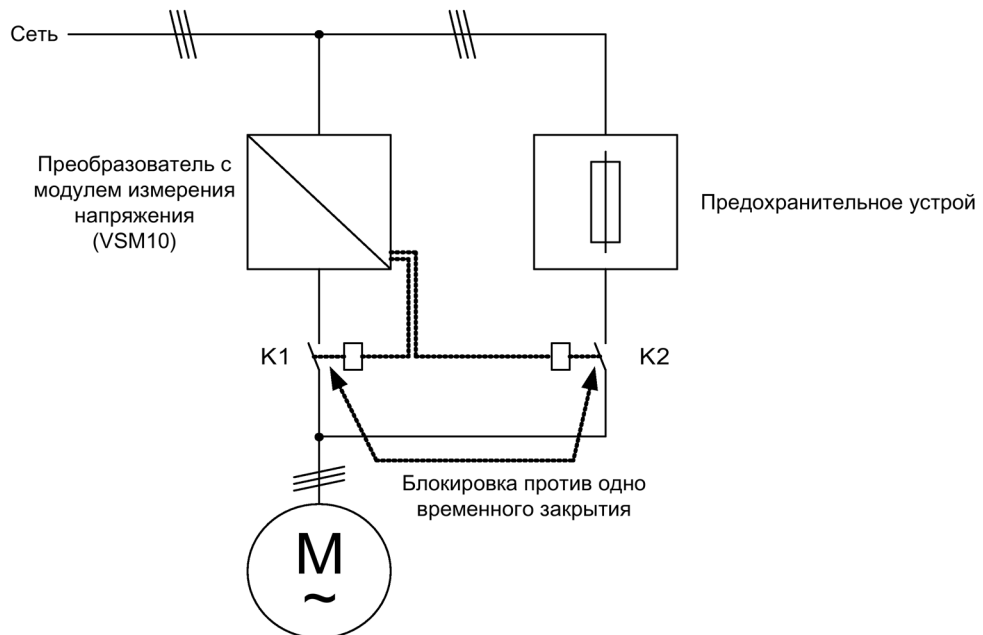 Сеть
Преобразователь с
модулем измерения
напряжения
(VSM10)
Предохранительное устрой
K1
K2
Блокировка против одно
временного закрытия
M
~